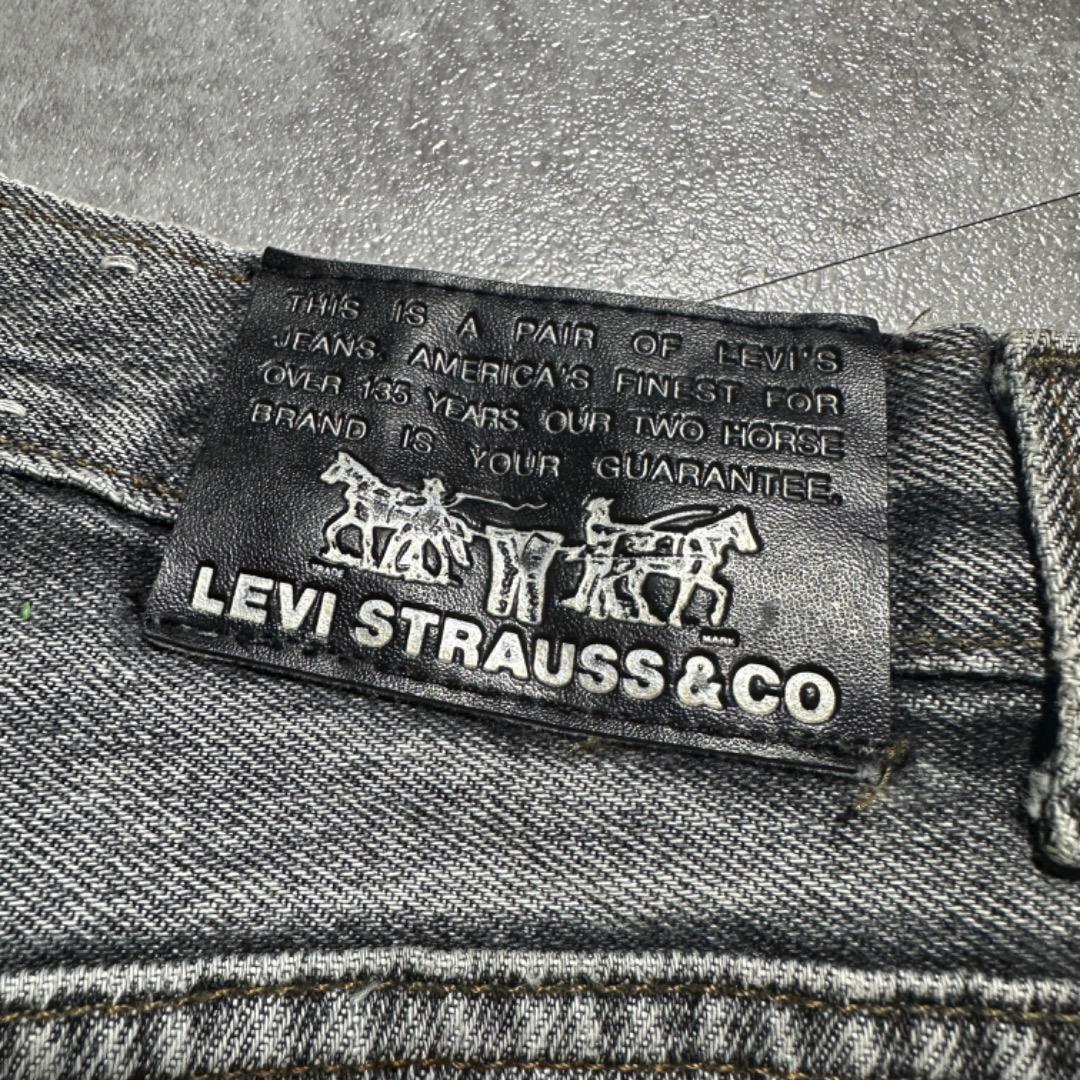 THIS IS A PAIR OF LEVI'S
JEANS. AMERICA'S FINEST FOR
OVER 135 YEARS. OUR TWO HORSE
BRAND IS YOUR GUARANTEE.
LEVI STRAUSS & CO